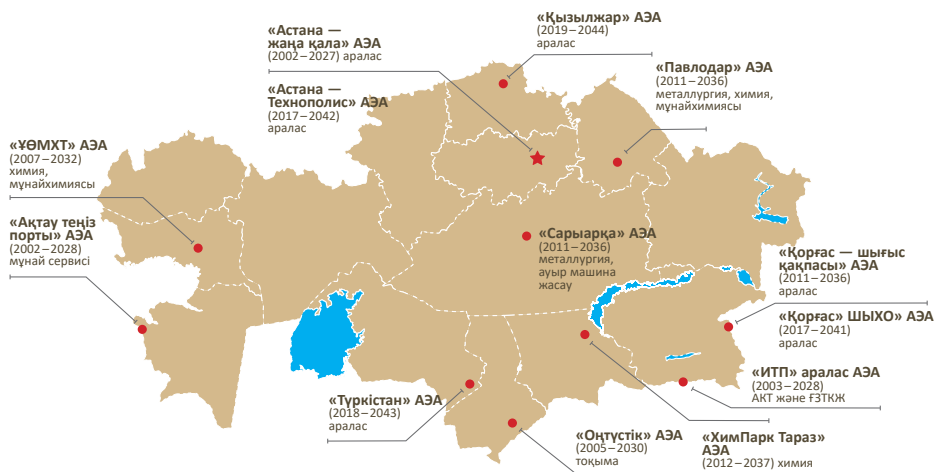 «Астана —
жаңа қала» АЭА
(2002–2027) аралас
«Астана —
Технополис» АЭА
(2017–2042)
аралас
«Қызылжар» АЭА
(2019–2044)
аралас
«Павлодар» АЭА
(2011–2036)
металлургия, химия,
мұнайхимиясы
«ҰӨМХТ» АЭА
(2007–2032)
химия,
мұнайхимиясы
«Ақтау теңіз
порты» АЭА
(2002–2028)
мұнай сервисі
«Сарыарқа» АЭА
(2011–2036)
металлургия,
ауыр машина
жасау
«Қорғас — шығыс
қақпасы» АЭА
(2011–2036)
аралас
«Қорғас» ШЫХО» АЭА
(2017–2041)
аралас
«ИТП» аралас АЭА
(2003–2028)
АКТ және ҒЗТКЖ
«Түркістан» АЭА
(2018–2043)
аралас
«Оңтүстік» АЭА
(2005–2030)
тоқыма
«ХимПарк Тараз»
АЭА
(2012–2037) химия